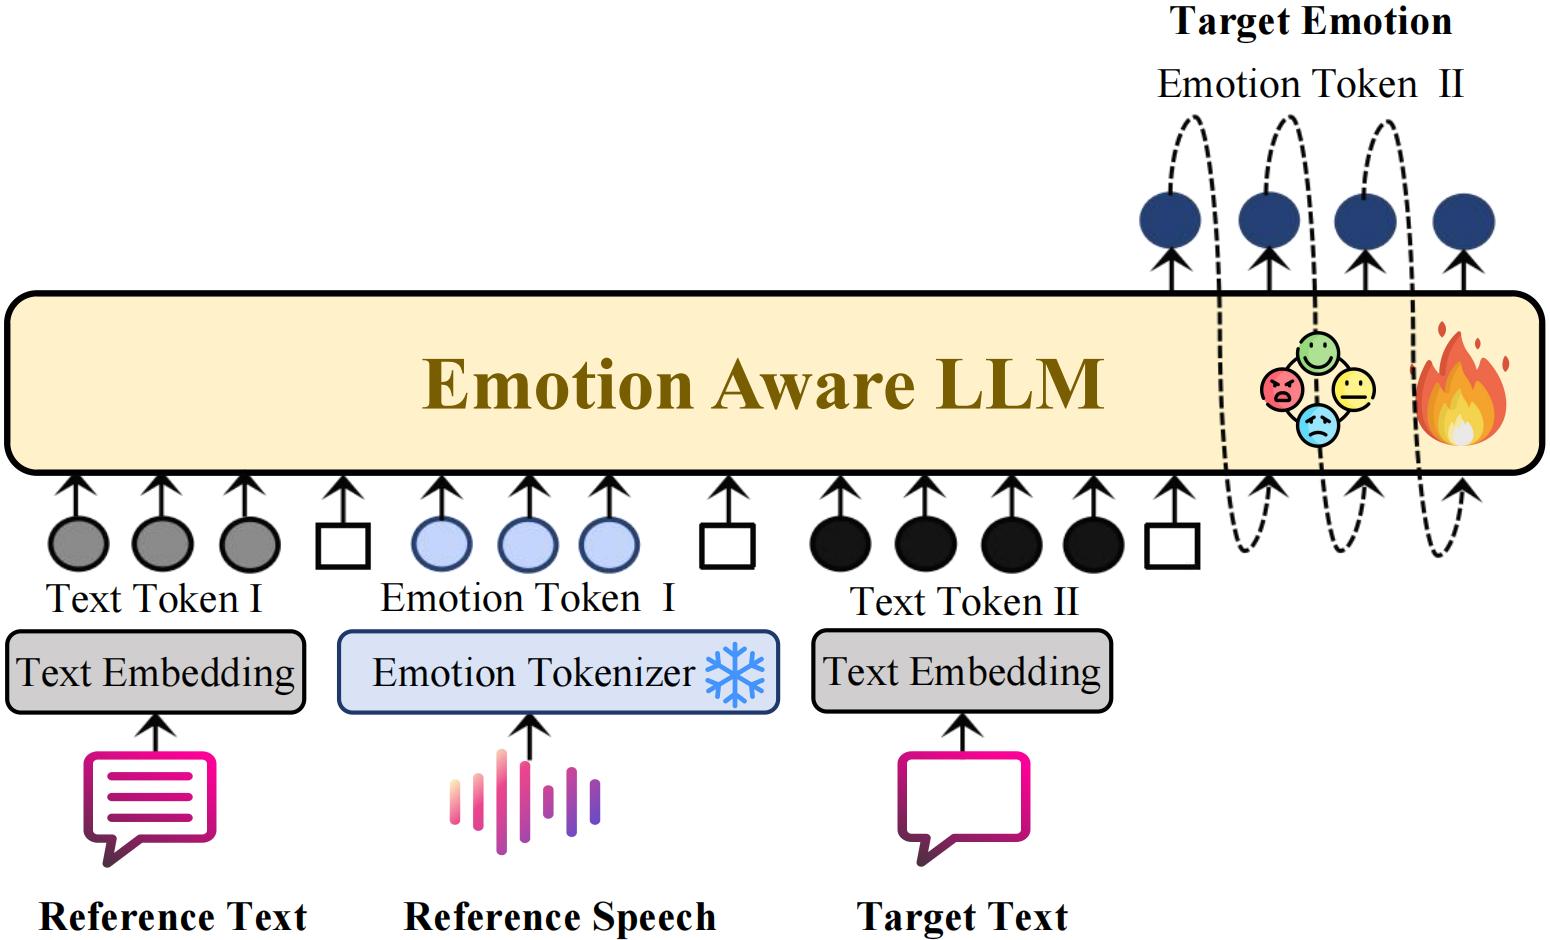 Target Emotion
Emotion Token II
Emotion Aware LLM
Text Token I
Emotion Token I
Text Token II
Text Embedding
Emotion Tokenizer
Text Embedding
Reference Text
Reference Speech
Target Text